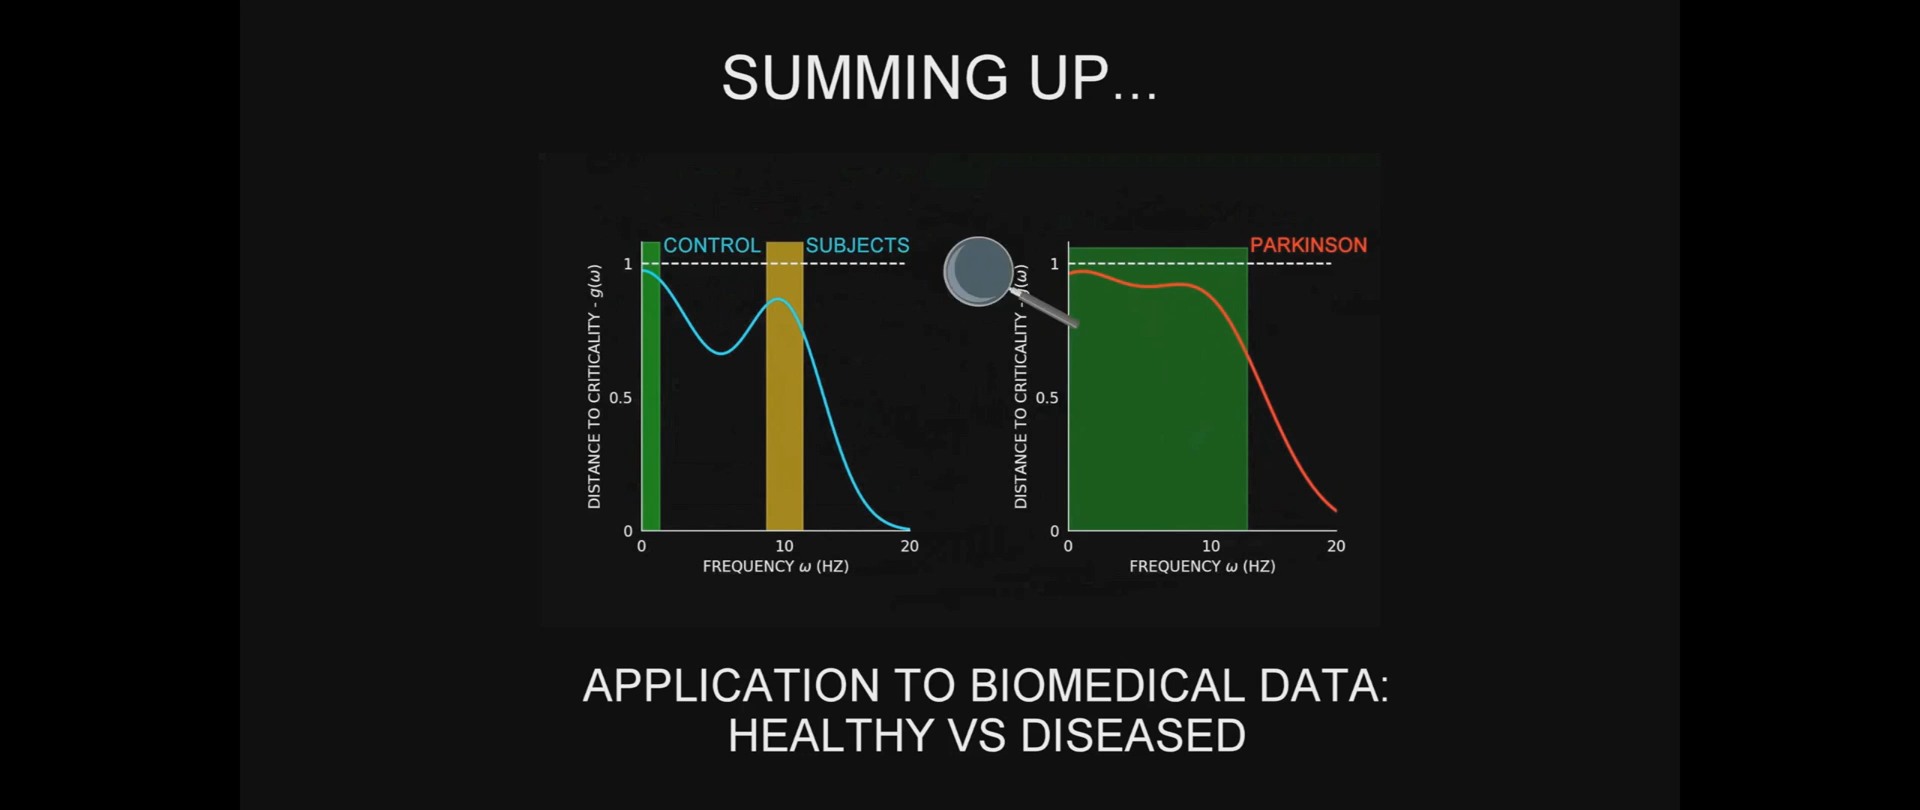 SUMMING UP...
CONTROL
SUBJECTS
1
0.5
0
DISTANCE TO CRITICALITY - g(ω)
0
10
20
FREQUENCY ω (HZ)
PARKINSON
1
0.5
0
DISTANCE TO CRITICALITY - g(ω)
0
10
20
FREQUENCY ω (HZ)
APPLICATION TO BIOMEDICAL DATA:
HEALTHY VS DISEASED